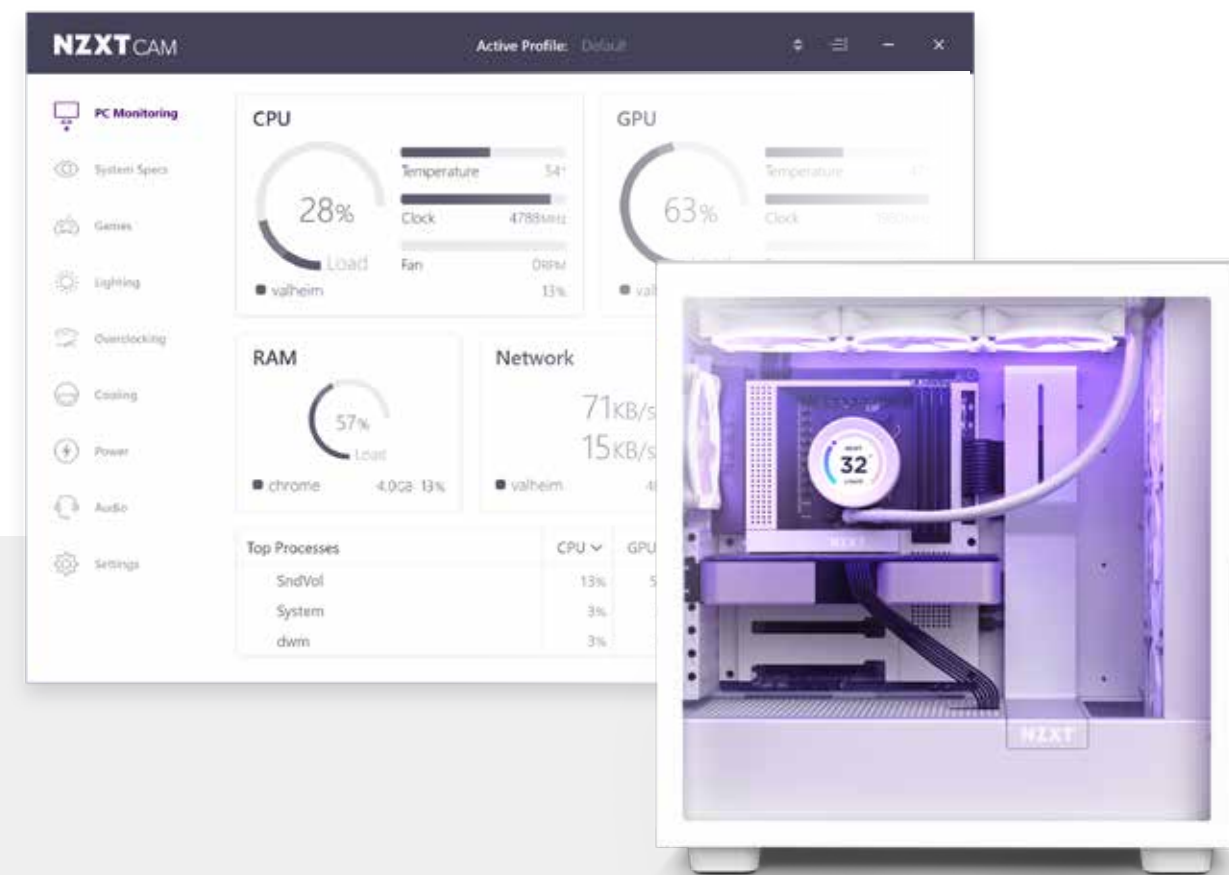 NZXT CAM
Active Profile: Default
PC Monitoring
System Specs
Games
Lighting
Overclocking
Cooling
Power
Audio
Settings
CPU
28%
Load
Temperature 54°
Clock 4788MHz
Fan 0RPM
valheim 13%
GPU
63%
Temperature
Clock
RAM
57%
Load
chrome 4.0GB 13%
Network
71KB/s
15KB/s
valheim
Top Processes CPU GPU
SndVol 13% 5
System 3%
dwm 3%
NZXT
32°
NZXT
NZXT